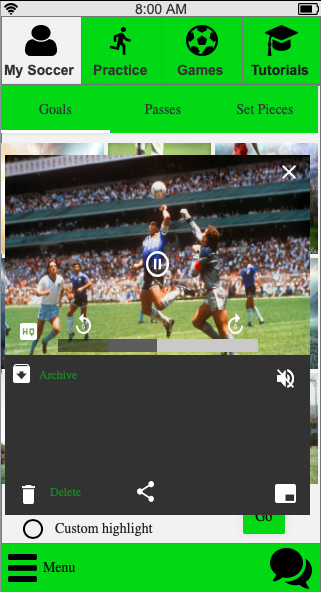 8:00 AM
My Soccer
Practice
Games
Tutorials
Goals
Passes
Set Pieces
HQ
Archive
Delete
Custom highlight
Go
Menu